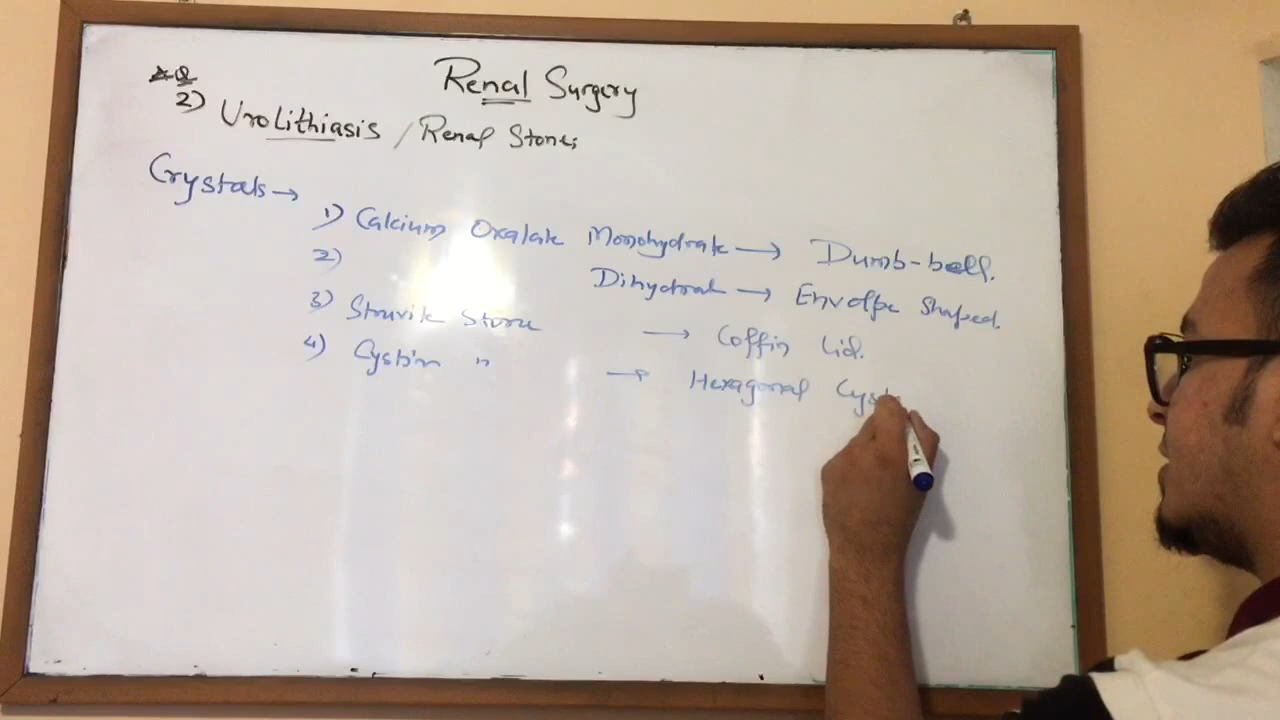 Renal Surgery
Q
2) Urolithiasis / Renal Stones
Crystals →
1) Calcium Oxalate Monohydrate → Dumb-bell.
2) Dihydrate → Envelope Shaped.
3) Struvite Stone → Coffin Lid.
4) Cystin " → Hexagonal Cyst